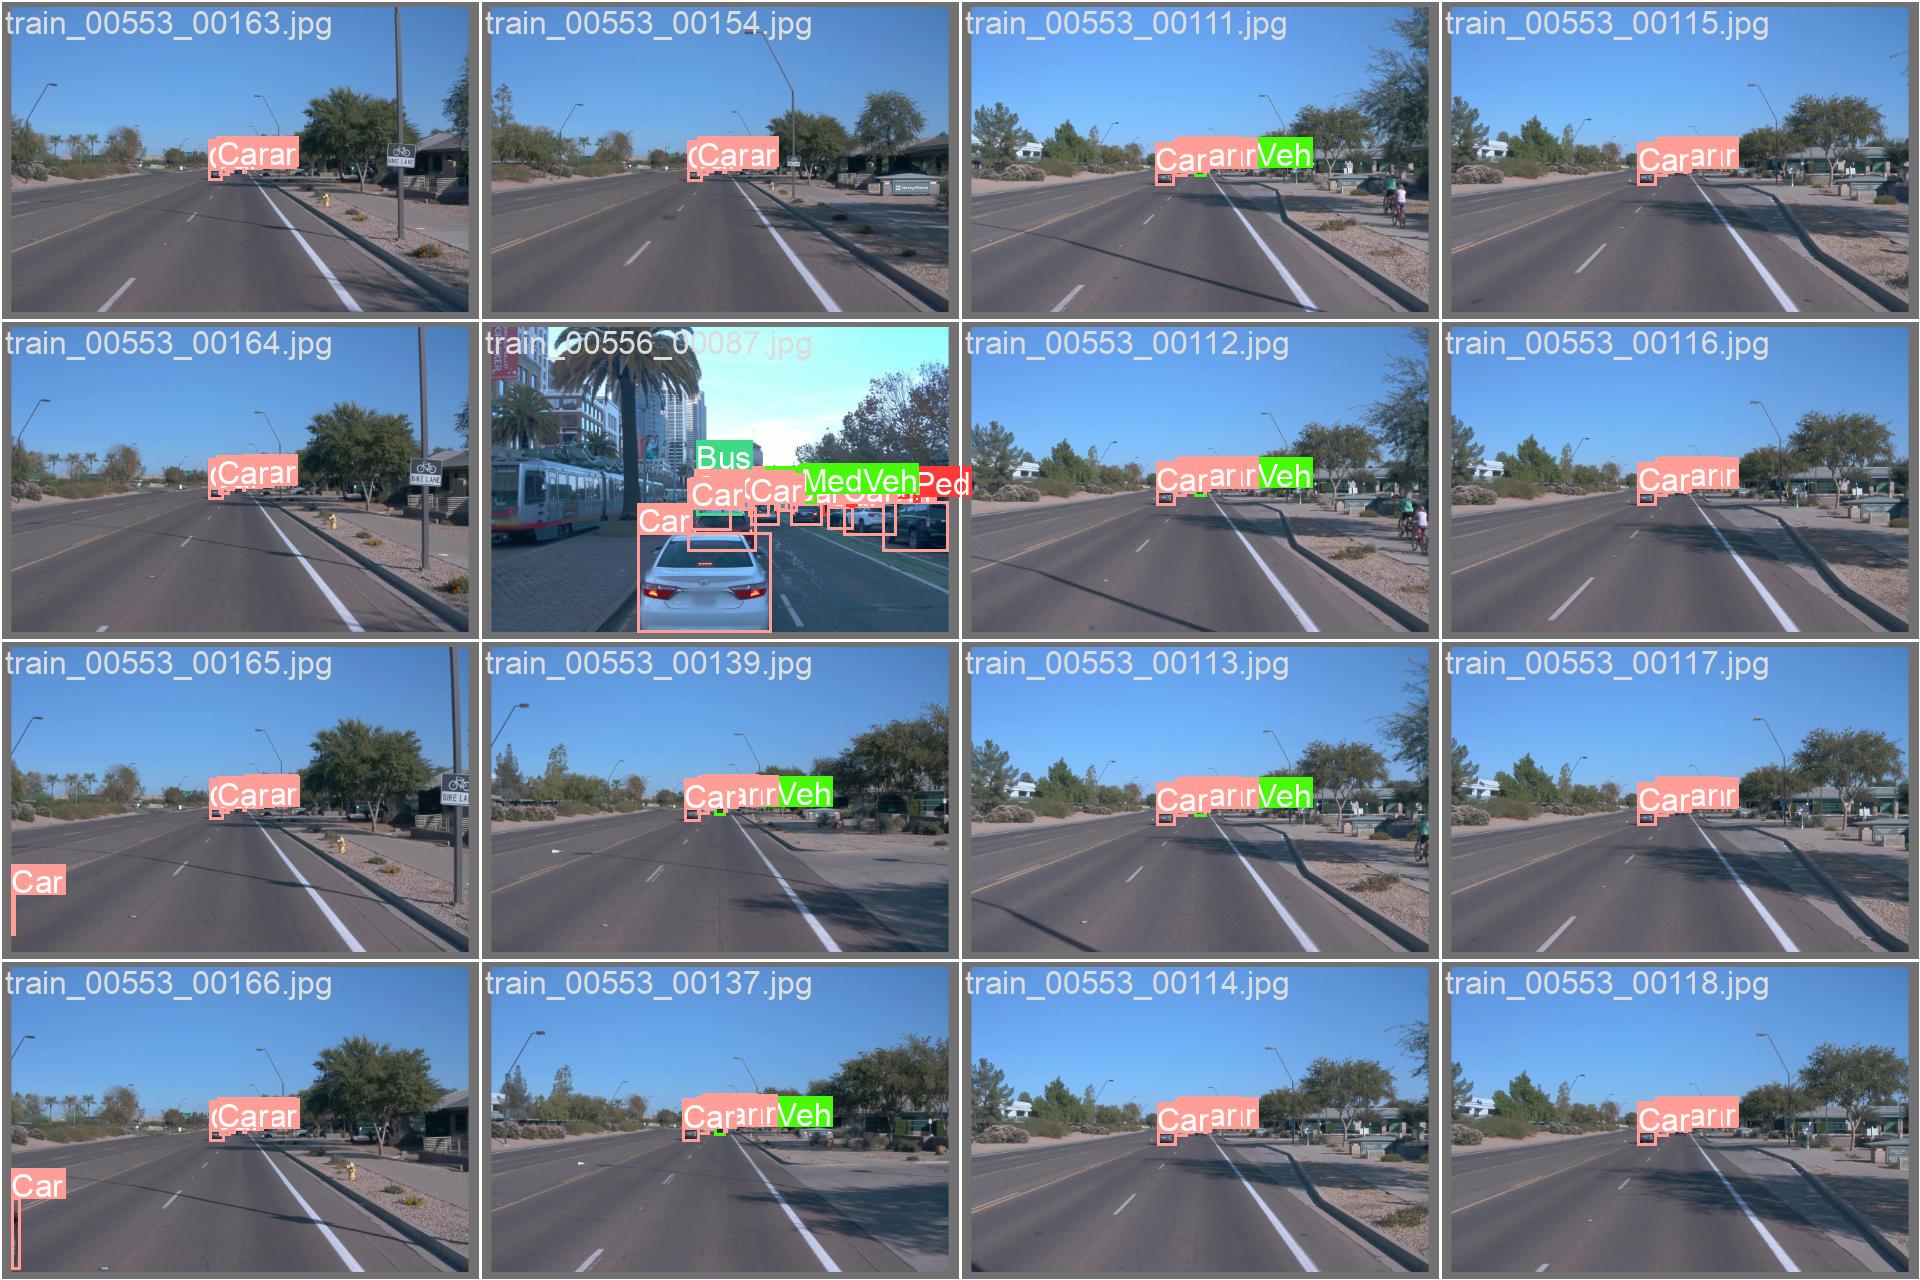 train_00553_00163.jpg
Carar
BIKE LANE
train_00553_00154.jpg
Carar
train_00553_00111.jpg
Car
Veh
train_00553_00115.jpg
Car
train_00553_00164.jpg
Carar
BIKE LANE
train_00556_00087.jpg
Bus
Car
Car
MedVeh
Ped
Car
train_00553_00112.jpg
Car
Veh
train_00553_00116.jpg
Car
train_00553_00165.jpg
Carar
BIKE LA
Car
train_00553_00139.jpg
Car
Veh
train_00553_00113.jpg
Car
Veh
train_00553_00117.jpg
Car
train_00553_00166.jpg
Carar
Car
train_00553_00137.jpg
Car
Veh
train_00553_00114.jpg
Car
train_00553_00118.jpg
Car